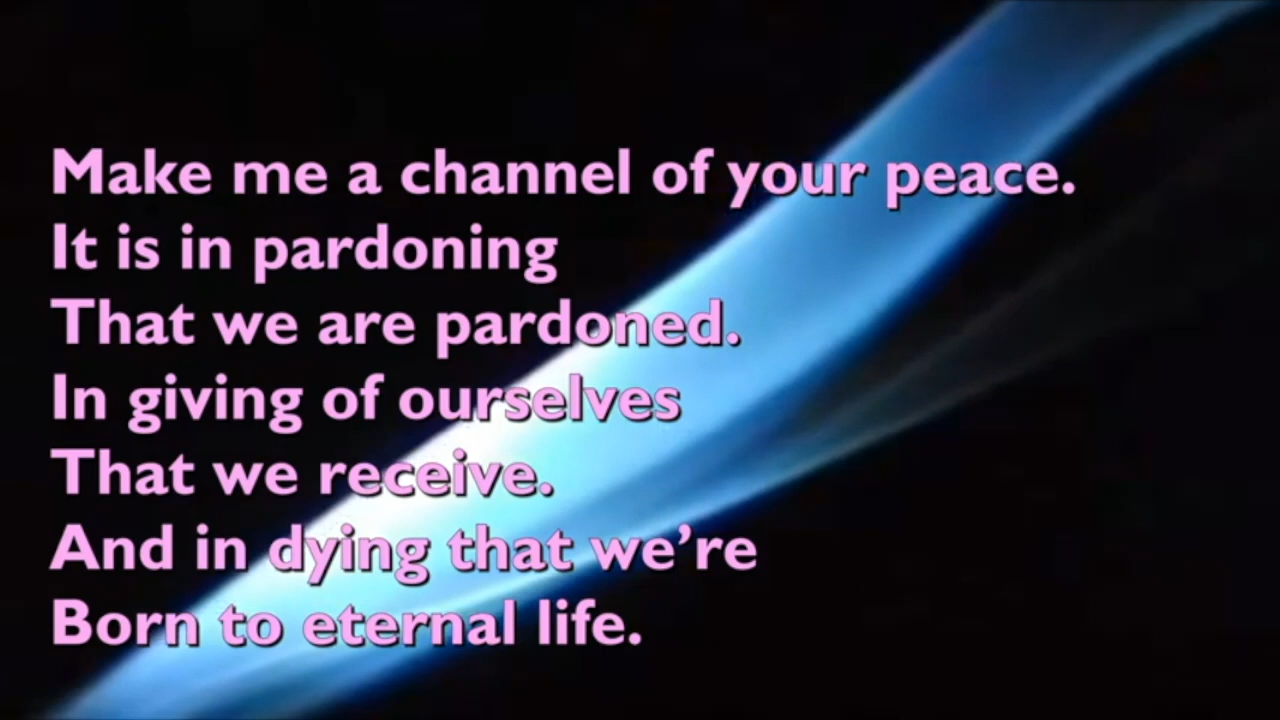 Make me a channel of your peace.
It is in pardoning
That we are pardoned.
In giving of ourselves
That we receive.
And in dying that we’re
Born to eternal life.